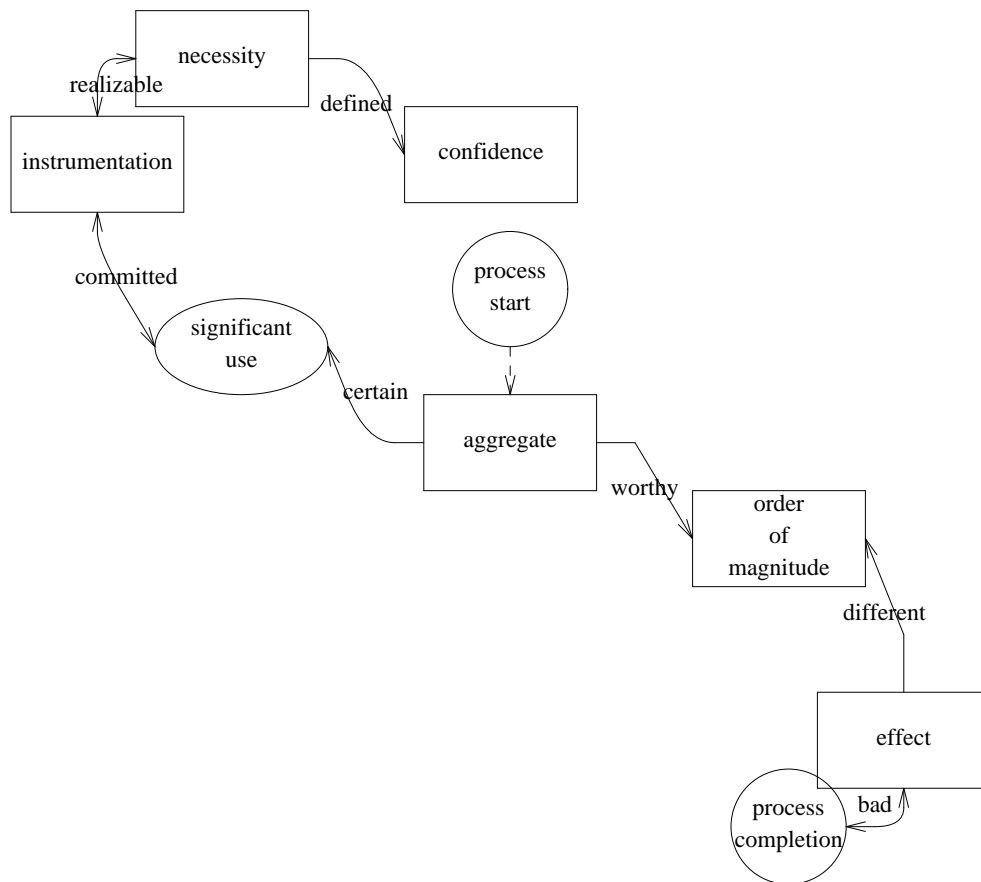 necessity
realizable
defined
instrumentation
confidence
committed
process
start
significant
use
certain
aggregate
worthy
order
of
magnitude
different
effect
bad
process
completion